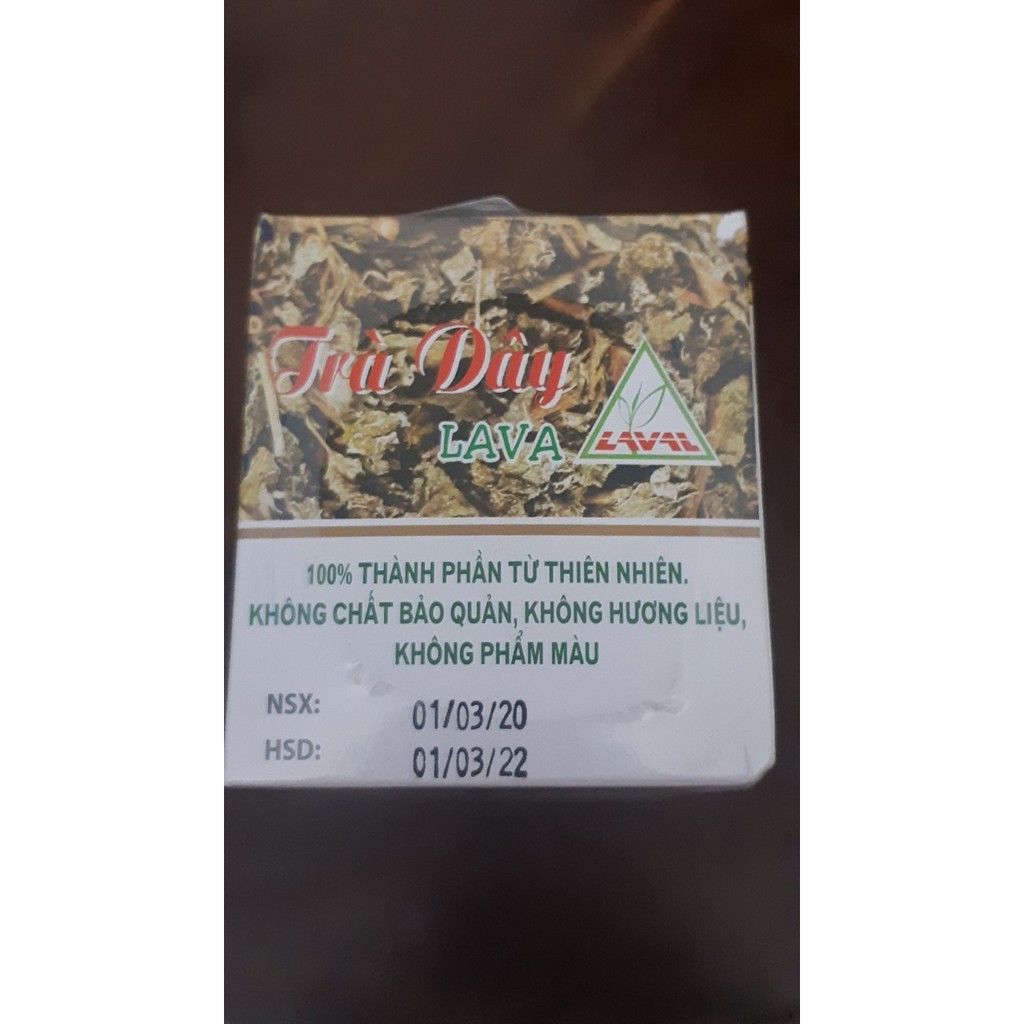 Trà Dây
LAVA
LAVAL
100% THÀNH PHẦN TỪ THIÊN NHIÊN.
KHÔNG CHẤT BẢO QUẢN, KHÔNG HƯƠNG LIỆU,
KHÔNG PHẨM MÀU
NSX: 01/03/20
HSD: 01/03/22